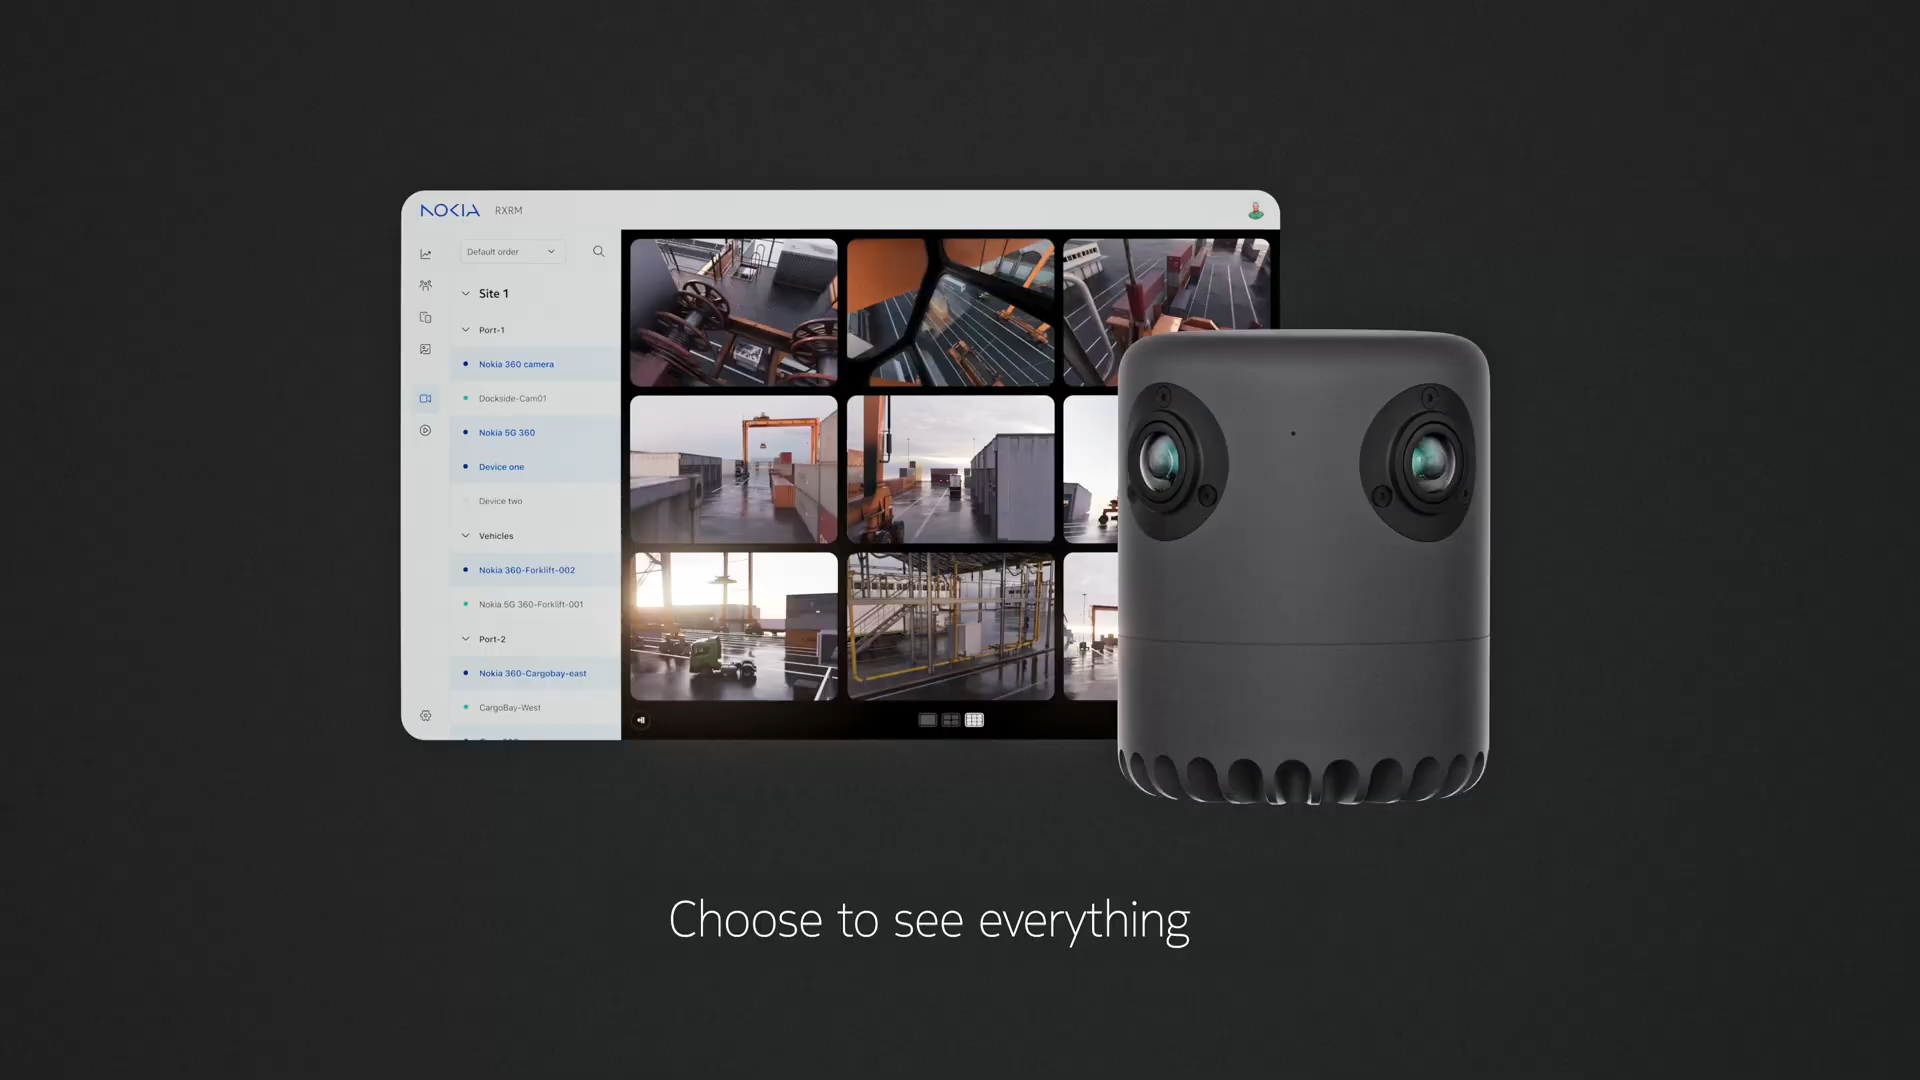 NOKIA RXRM
Default order
Site 1
Port-1
Nokia 360 camera
Dockside-Cam01
Nokia 5G 360
Device one
Device two
Vehicles
Nokia 360-Forklift-002
Nokia 5G 360-Forklift-001
Port-2
Nokia 360-Cargobay-east
CargoBay-West
Choose to see everything